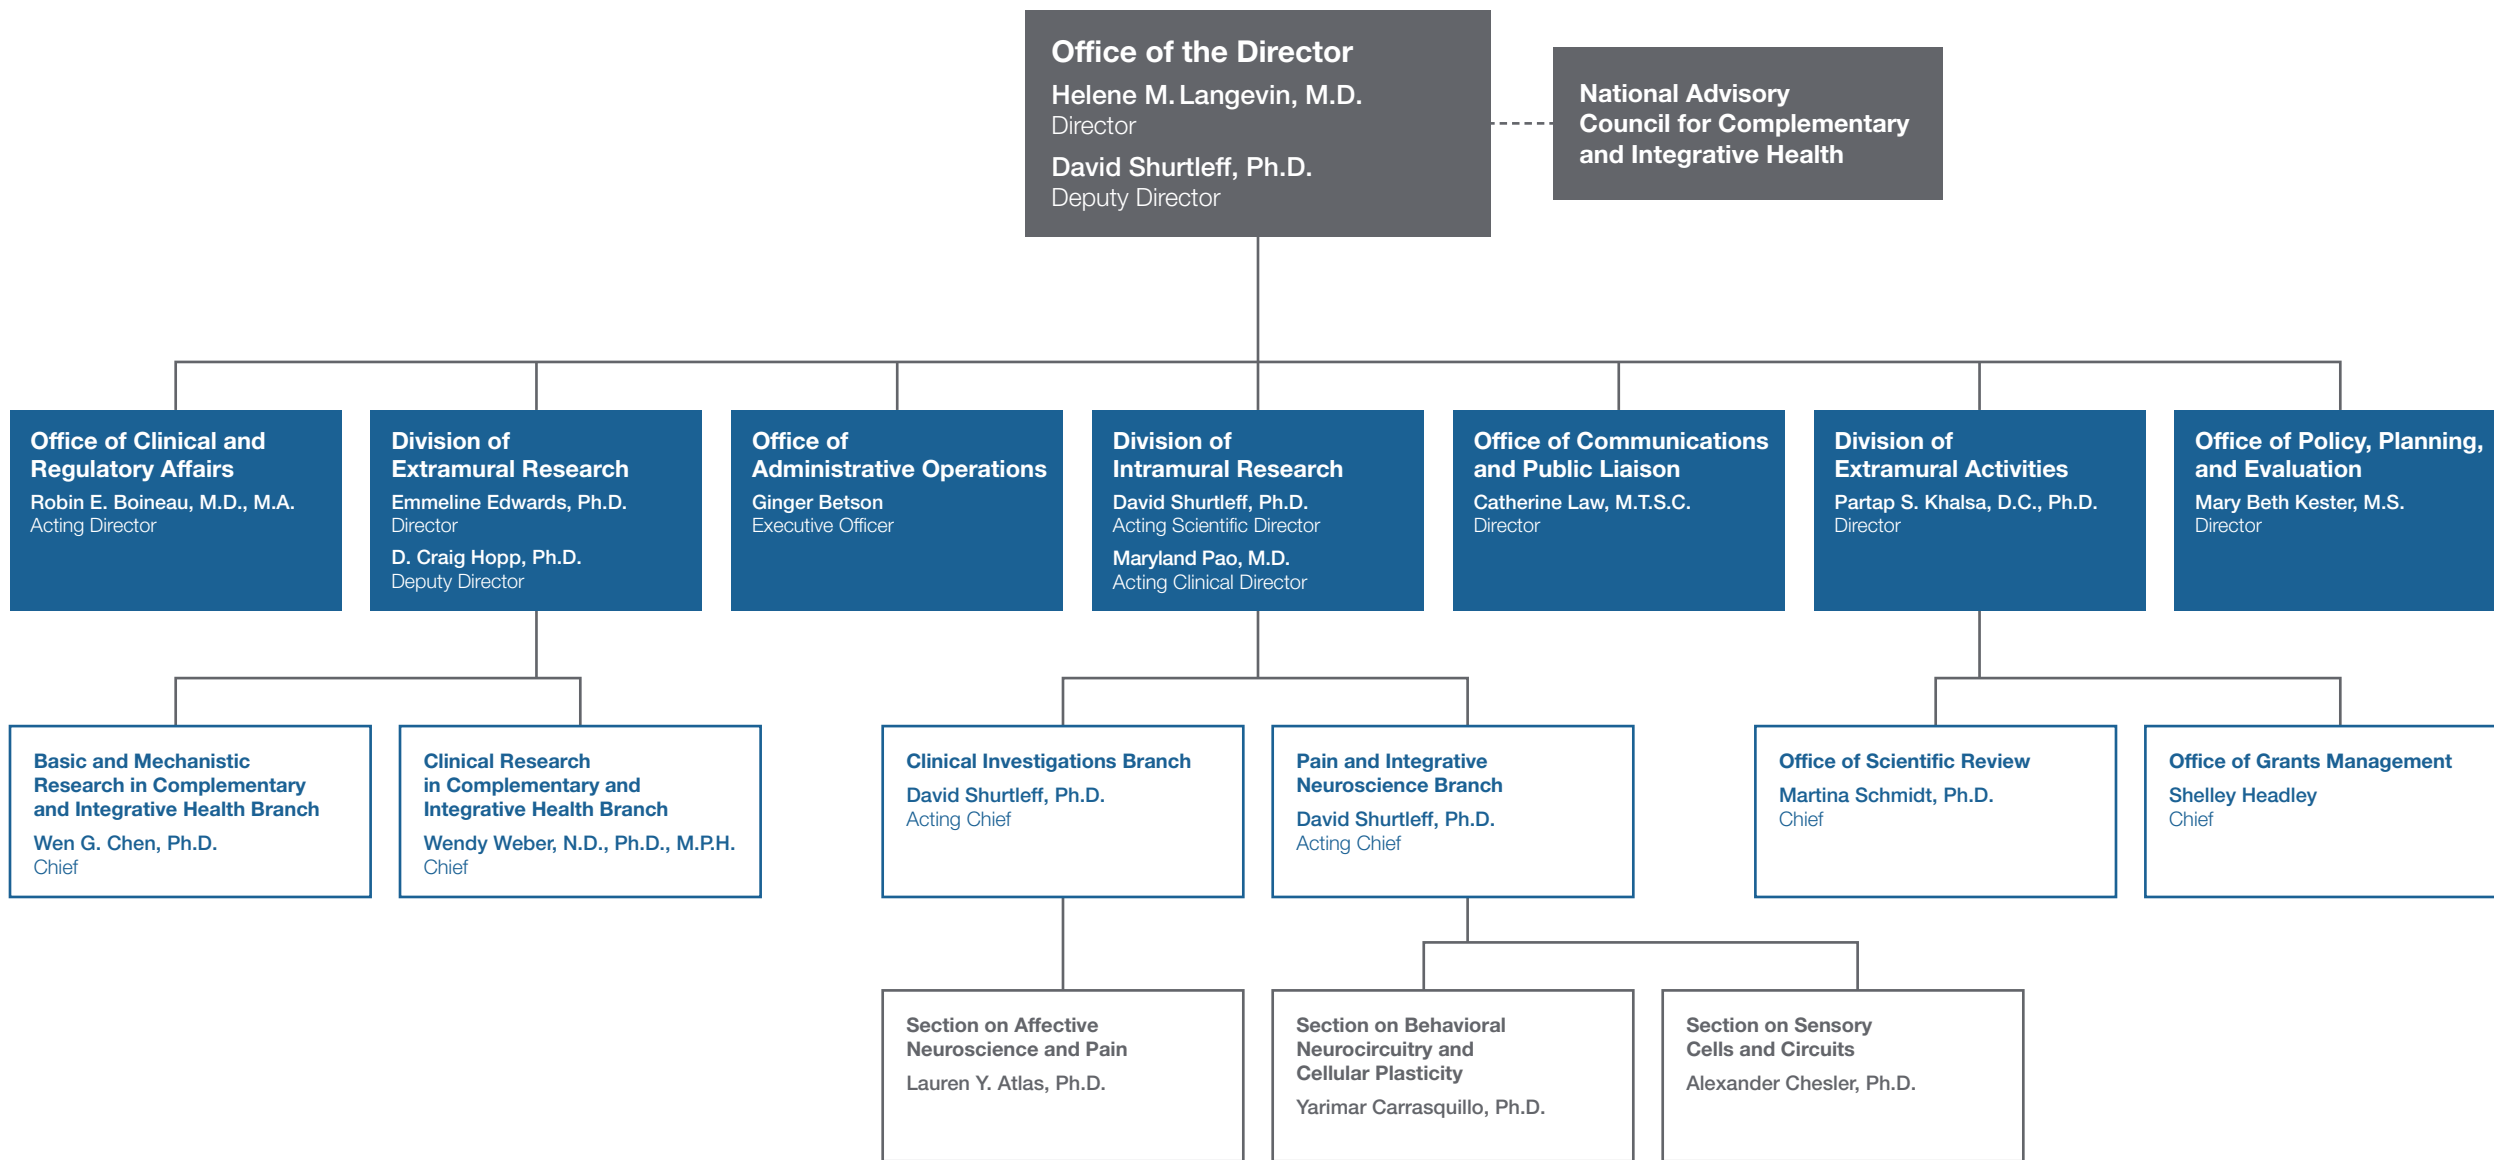 Office of the Director
Helene M. Langevin, M.D.
Director
David Shurtleff, Ph.D.
Deputy Director
National Advisory
Council for Complementary
and Integrative Health
Office of Clinical and
Regulatory Affairs
Robin E. Boineau, M.D., M.A.
Acting Director
Division of
Extramural Research
Emmeline Edwards, Ph.D.
Director
D. Craig Hopp, Ph.D.
Deputy Director
Office of
Administrative Operations
Ginger Betson
Executive Officer
Division of
Intramural Research
David Shurtleff, Ph.D.
Acting Scientific Director
Maryland Pao, M.D.
Acting Clinical Director
Office of Communications
and Public Liaison
Catherine Law, M.T.S.C.
Director
Division of
Extramural Activities
Partap S. Khalsa, D.C., Ph.D.
Director
Office of Policy, Planning,
and Evaluation
Mary Beth Kester, M.S.
Director
Basic and Mechanistic
Research in Complementary
and Integrative Health Branch
Wen G. Chen, Ph.D.
Chief
Clinical Research
in Complementary and
Integrative Health Branch
Wendy Weber, N.D., Ph.D., M.P.H.
Chief
Clinical Investigations Branch
David Shurtleff, Ph.D.
Acting Chief
Pain and Integrative
Neuroscience Branch
David Shurtleff, Ph.D.
Acting Chief
Office of Scientific Review
Martina Schmidt, Ph.D.
Chief
Office of Grants Management
Shelley Headley
Chief
Section on Affective
Neuroscience and Pain
Lauren Y. Atlas, Ph.D.
Section on Behavioral
Neurocircuitry and
Cellular Plasticity
Yarimar Carrasquillo, Ph.D.
Section on Sensory
Cells and Circuits
Alexander Chesler, Ph.D.